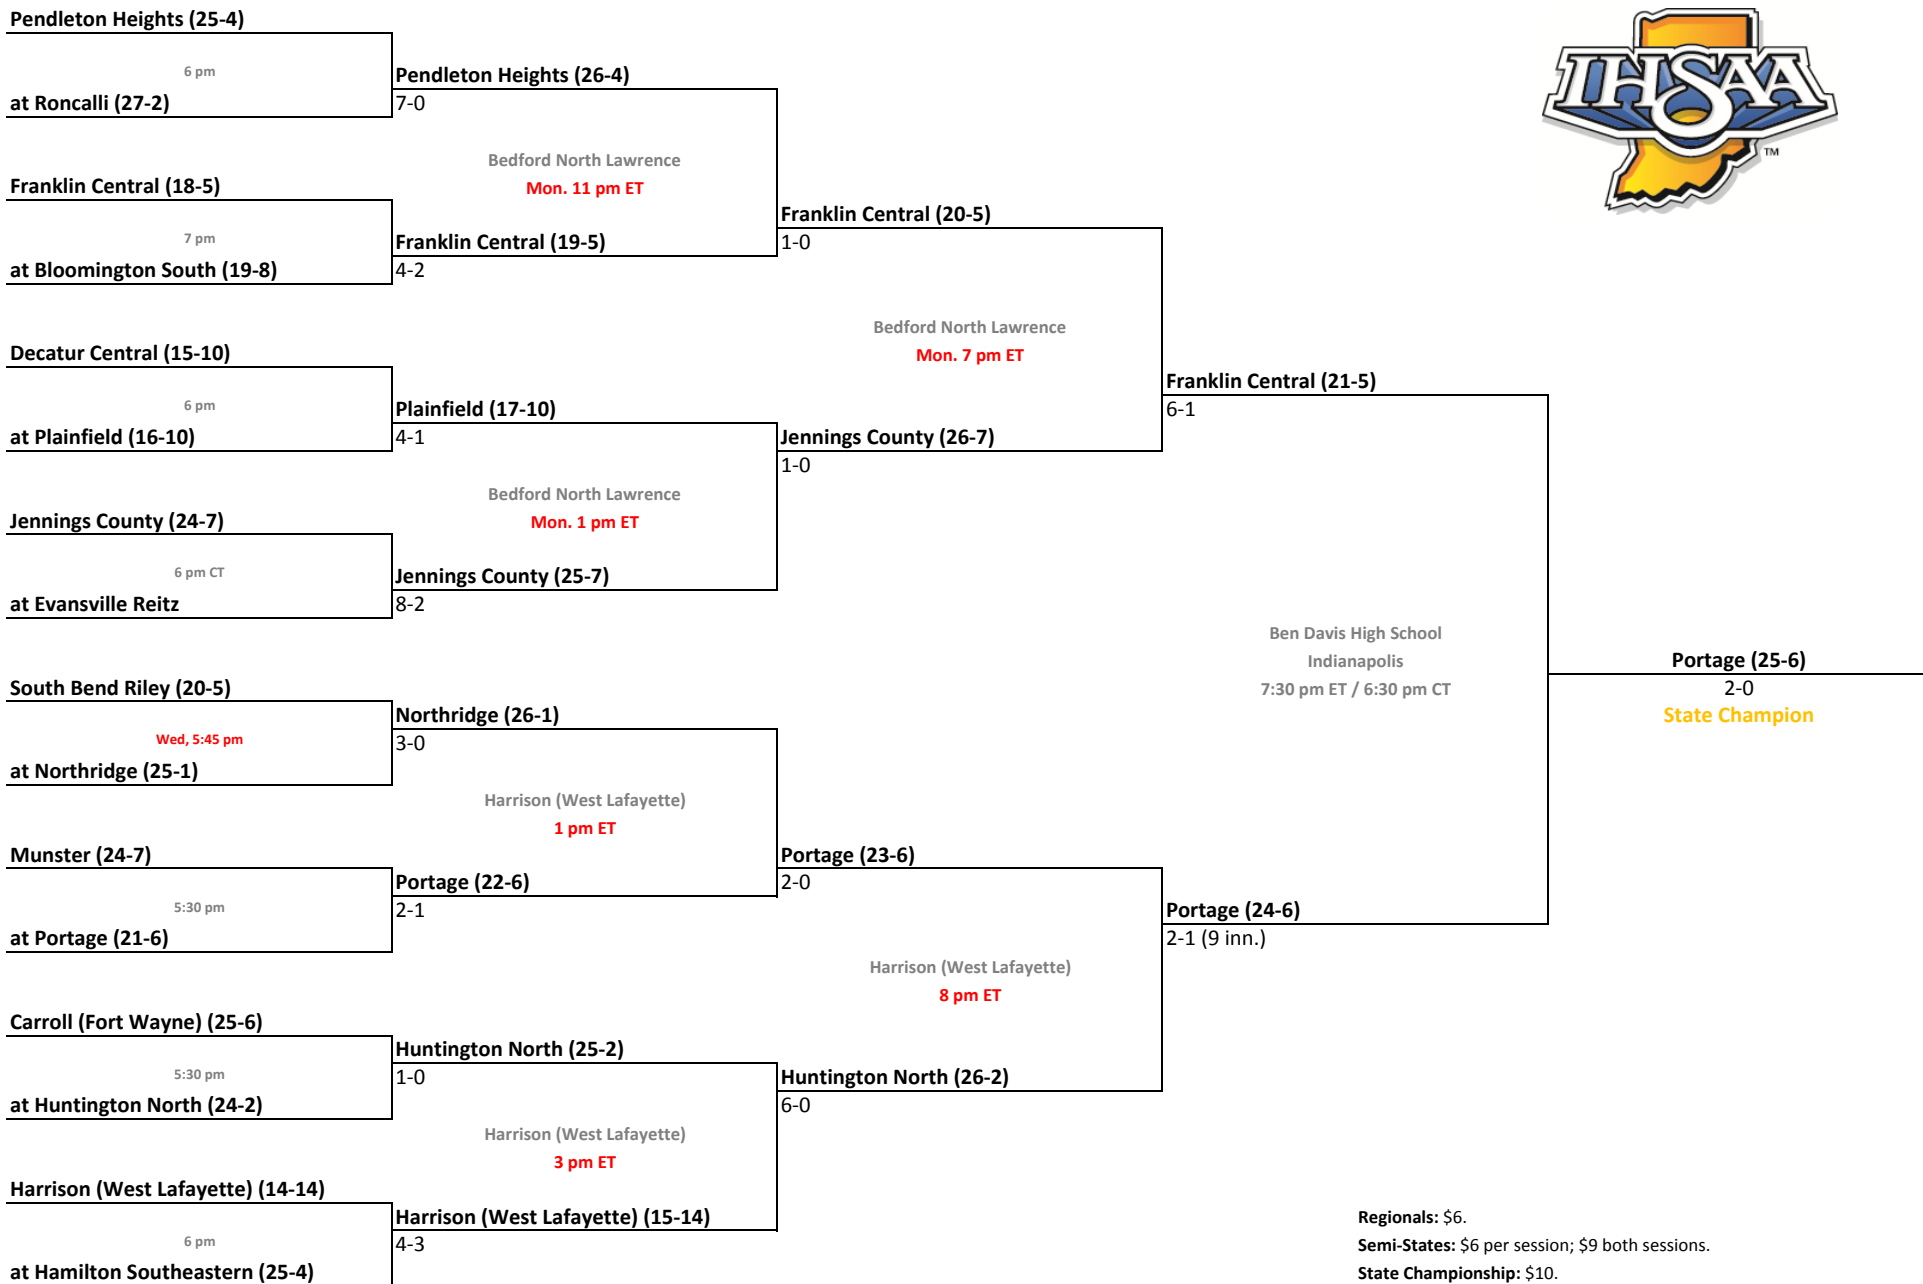 Pendleton Heights (25-4)
6 pm
at Roncalli (27-2)
Pendleton Heights (26-4)
7-0
Bedford North Lawrence
Mon. 11 pm ET
Franklin Central (18-5)
7 pm
at Bloomington South (19-8)
Franklin Central (19-5)
4-2
Franklin Central (20-5)
1-0
Bedford North Lawrence
Mon. 7 pm ET
Decatur Central (15-10)
6 pm
at Plainfield (16-10)
Plainfield (17-10)
4-1
Bedford North Lawrence
Mon. 1 pm ET
Jennings County (26-7)
1-0
Jennings County (24-7)
6 pm CT
at Evansville Reitz
Jennings County (25-7)
8-2
Franklin Central (21-5)
6-1
Ben Davis High School
Indianapolis
7:30 pm ET / 6:30 pm CT
Portage (25-6)
2-0
State Champion
South Bend Riley (20-5)
Wed, 5:45 pm
at Northridge (25-1)
Northridge (26-1)
3-0
Harrison (West Lafayette)
1 pm ET
Munster (24-7)
5:30 pm
at Portage (21-6)
Portage (22-6)
2-1
Portage (23-6)
2-0
Harrison (West Lafayette)
8 pm ET
Portage (24-6)
2-1 (9 inn.)
Carroll (Fort Wayne) (25-6)
5:30 pm
at Huntington North (24-2)
Huntington North (25-2)
1-0
Harrison (West Lafayette)
3 pm ET
Huntington North (26-2)
6-0
Harrison (West Lafayette) (14-14)
6 pm
at Hamilton Southeastern (25-4)
Harrison (West Lafayette) (15-14)
4-3
IHSAA
TM
Regionals: $6.
Semi-States: $6 per session; $9 both sessions.
State Championship: $10.